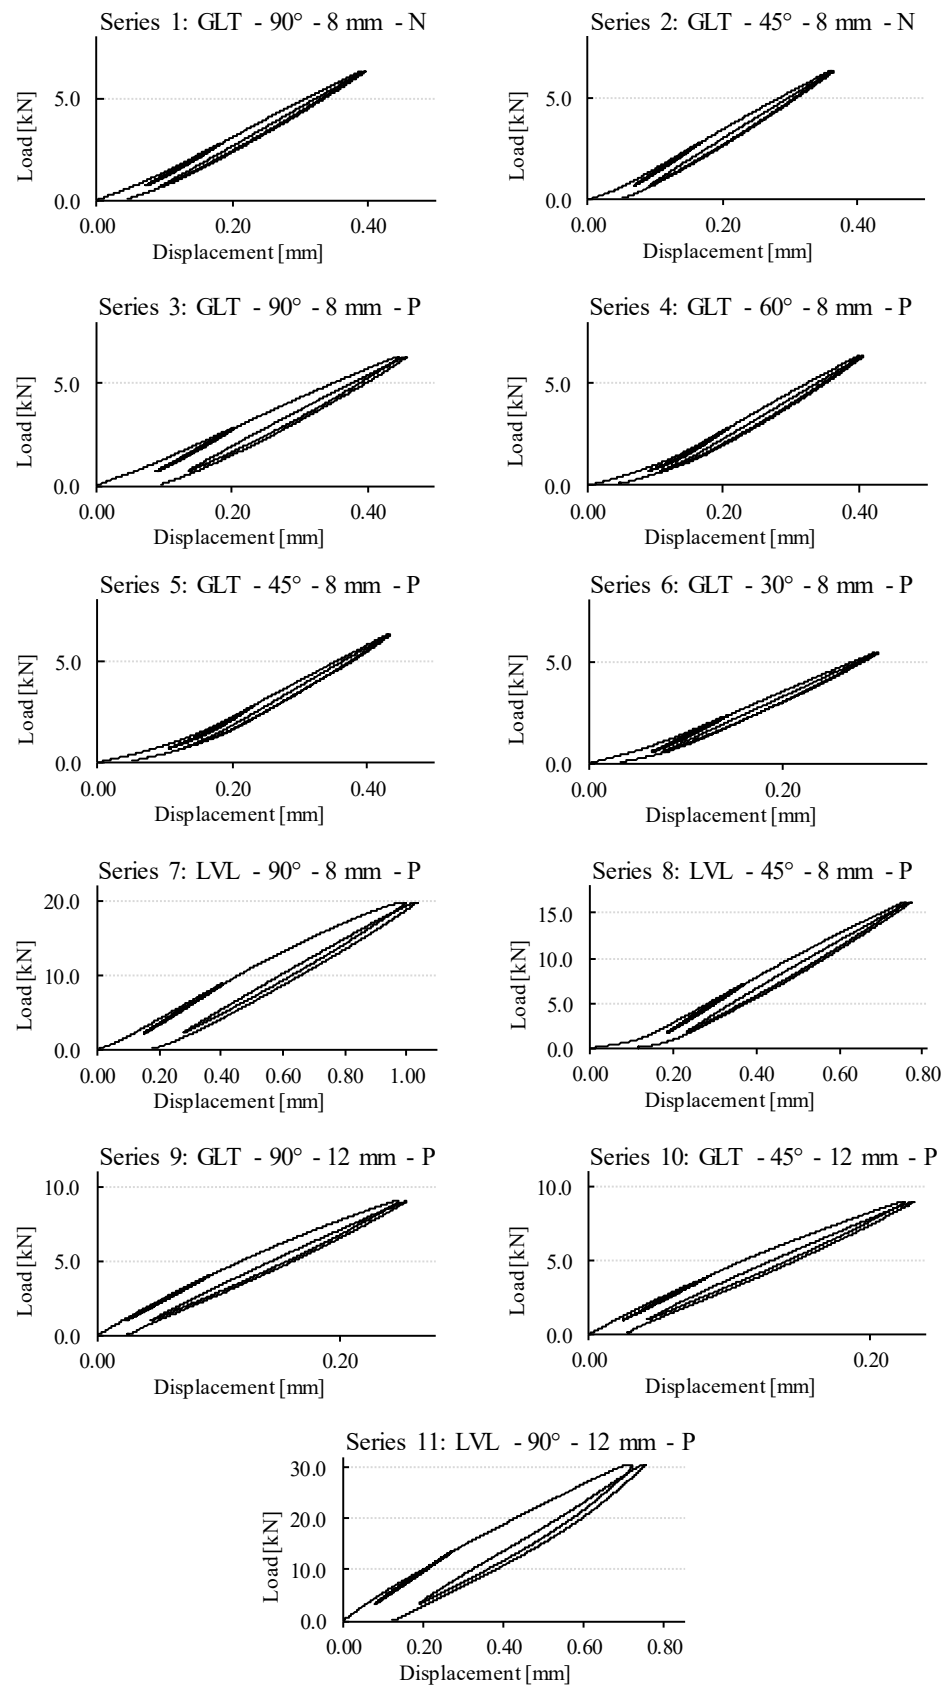 Series 1: GLT - 90° - 8 mm - N
Load [kN]
5.0
0.0
0.00 0.20 0.40
Displacement [mm]
Series 2: GLT - 45° - 8 mm - N
Load [kN]
5.0
0.0
0.00 0.20 0.40
Displacement [mm]
Series 3: GLT - 90° - 8 mm - P
Load [kN]
5.0
0.0
0.00 0.20 0.40
Displacement [mm]
Series 4: GLT - 60° - 8 mm - P
Load [kN]
5.0
0.0
0.00 0.20 0.40
Displacement [mm]
Series 5: GLT - 45° - 8 mm - P
Load [kN]
5.0
0.0
0.00 0.20 0.40
Displacement [mm]
Series 6: GLT - 30° - 8 mm - P
Load [kN]
5.0
0.0
0.00 0.20
Displacement [mm]
Series 7: LVL - 90° - 8 mm - P
Load [kN]
20.0
10.0
0.0
0.00 0.20 0.40 0.60 0.80 1.00
Displacement [mm]
Series 8: LVL - 45° - 8 mm - P
Load [kN]
15.0
10.0
5.0
0.0
0.00 0.20 0.40 0.60 0.80
Displacement [mm]
Series 9: GLT - 90° - 12 mm - P
Load [kN]
10.0
5.0
0.0
0.00 0.20
Displacement [mm]
Series 10: GLT - 45° - 12 mm - P
Load [kN]
10.0
5.0
0.0
0.00 0.20
Displacement [mm]
Series 11: LVL - 90° - 12 mm - P
Load [kN]
30.0
20.0
10.0
0.0
0.00 0.20 0.40 0.60 0.80
Displacement [mm]